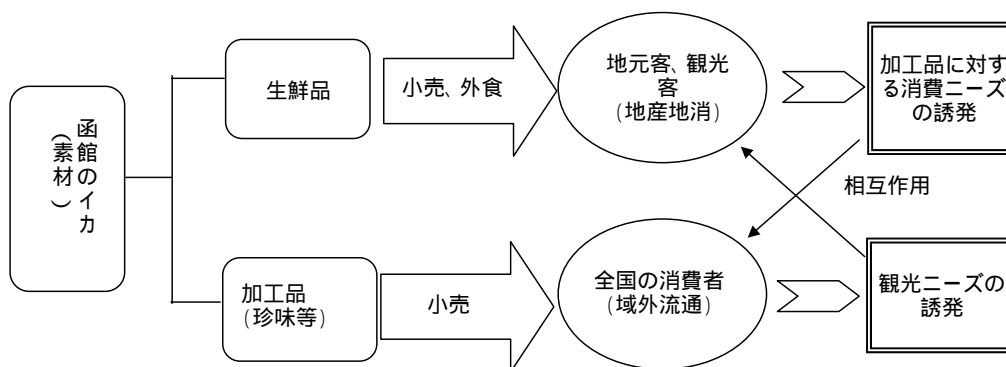 函館のイカ
(素材)
生鮮品
小売、外食
地元客、観光
客
(地産地消)
加工品に対す
る消費ニーズ
の誘発
相互作用
加工品
(珍味等)
小売
全国の消費者
(域外流通)
観光ニーズの
誘発